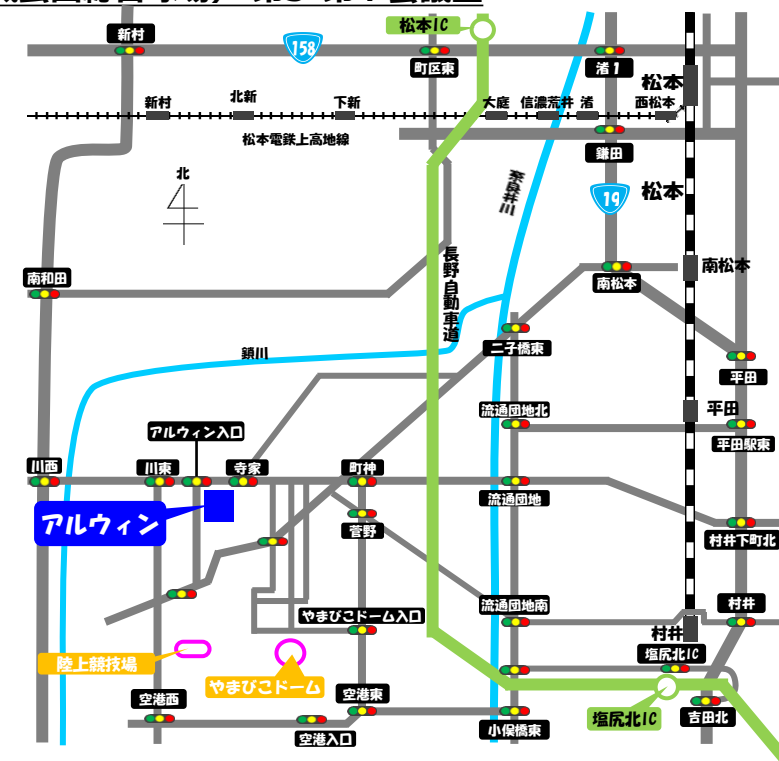 松本IC
新村
158
町区東
渚1
松本
新村
北新
下新
大庭
信濃荒井
渚
西松本
松本電鉄上高地線
鎌田
北
奈良井川
19
松本
長野自動車道
南和田
南松本
南松本
二子橋東
鎖川
平田
流通団地北
平田
アルウィン入口
平田駅東
川西
川東
寺家
町神
流通団地
アルウィン
菅野
村井下町北
流通団地南
村井
やまびこドーム入口
村井
塩尻北IC
陸上競技場
やまびこドーム
空港西
空港東
塩尻北IC
吉田北
小俣橋東
空港入口